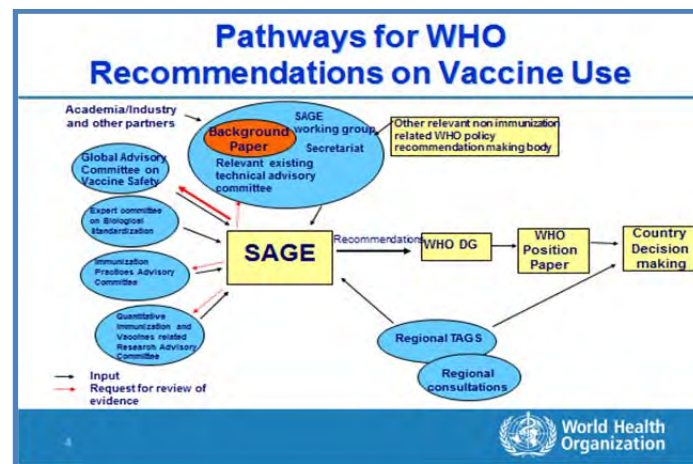 Pathways for WHO
Recommendations on Vaccine Use
Academia/Industry
and other partners
SAGE
working group
Background
Paper
Secretariat
Relevant existing
technical advisory
committee
Other relevant non immunization
related WHO policy
recommendation making body
Global Advisory
Committee on
Vaccine Safety
Expert committee
on Biological
Standardization
Immunization
Practices Advisory
Committee
Quantitative
Immunization and
Vaccines related
Research Advisory
Committee
SAGE
Recommendations
WHO DG
WHO
Position
Paper
Country
Decision
making
Regional TAGS
Regional
consultations
Input
Request for review of
evidence
4
World Health
Organization